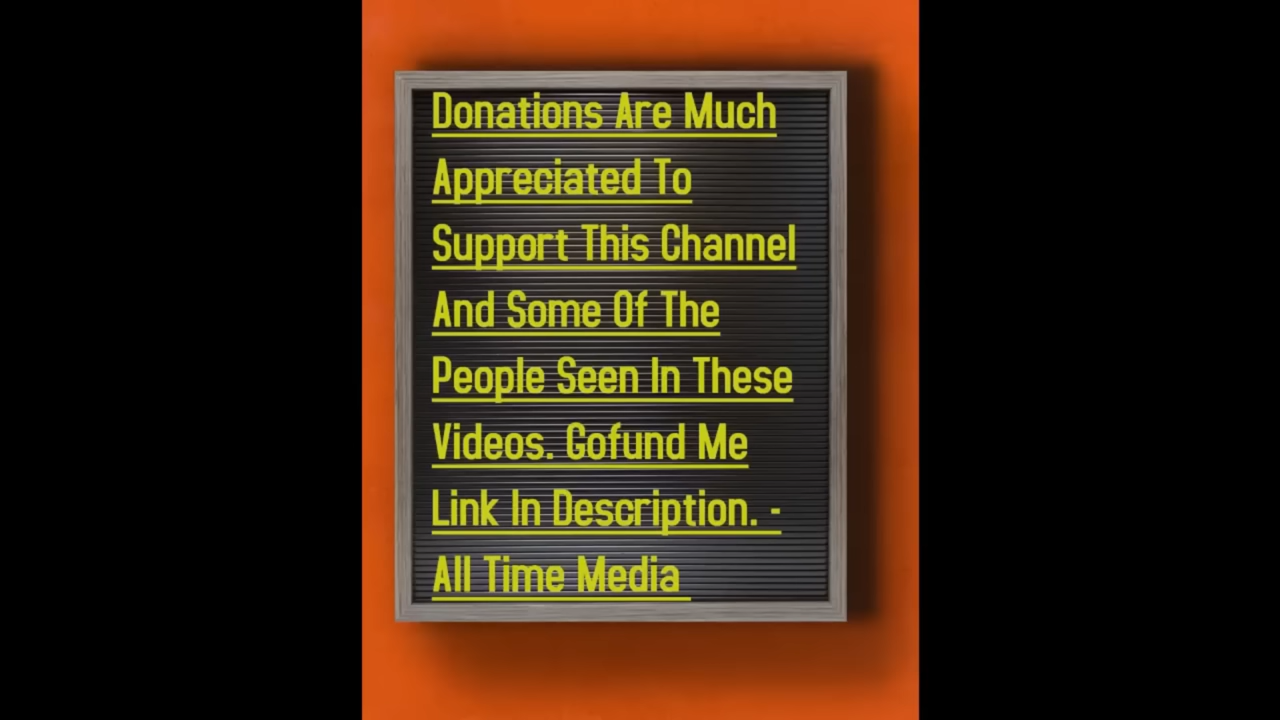 Donations Are Much
Appreciated To
Support This Channel
And Some Of The
People Seen In These
Videos. Gofund Me
Link In Description. -
All Time Media